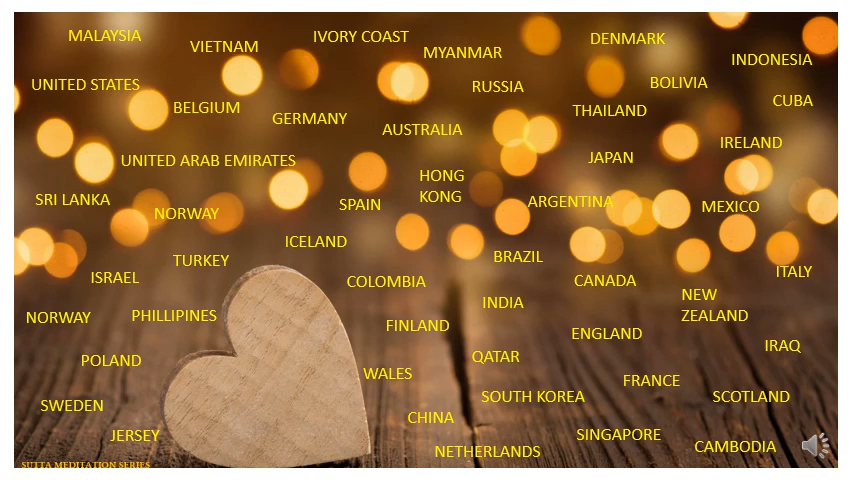 MALAYSIA
VIETNAM
IVORY COAST
MYANMAR
DENMARK
INDONESIA
UNITED STATES
BELGIUM
GERMANY
RUSSIA
BOLIVIA
THAILAND
CUBA
AUSTRALIA
IRELAND
UNITED ARAB EMIRATES
JAPAN
HONG
KONG
SRI LANKA
NORWAY
SPAIN
ARGENTINA
MEXICO
ICELAND
TURKEY
BRAZIL
ITALY
ISRAEL
COLOMBIA
CANADA
NEW
ZEALAND
INDIA
NORWAY
PHILLIPINES
FINLAND
ENGLAND
IRAQ
POLAND
QATAR
WALES
FRANCE
SWEDEN
SOUTH KOREA
SCOTLAND
CHINA
JERSEY
SINGAPORE
NETHERLANDS
CAMBODIA
SUTTA MEDITATION SERIES